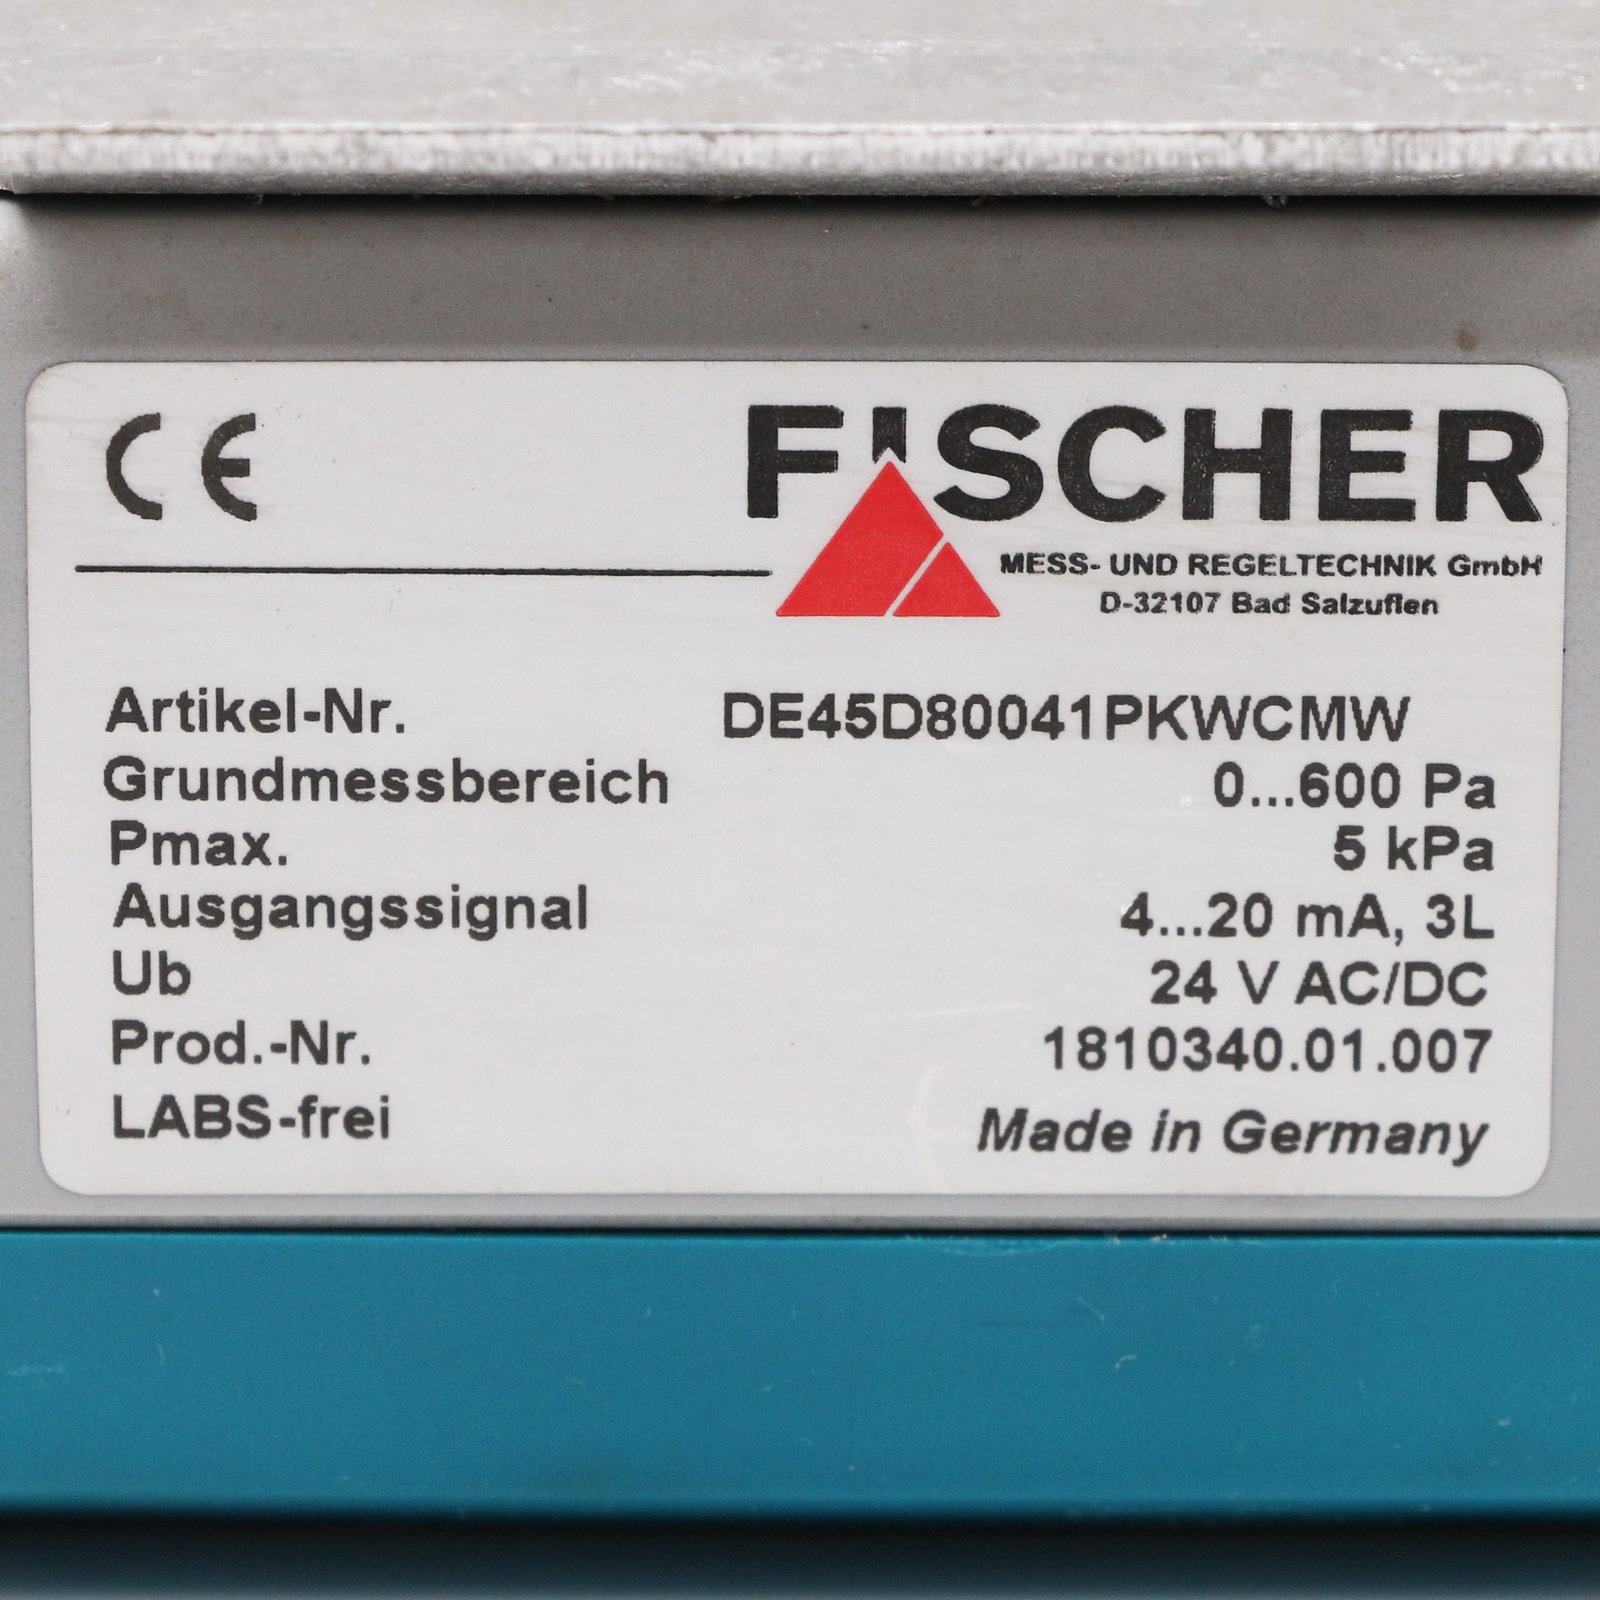 CE FISCHER
MESS- UND REGELTECHNIK GmbH
D-32107 Bad Salzuflen
Artikel-Nr. DE45D80041PKWCMW
Grundmessbereich 0...600 Pa
Pmax. 5 kPa
Ausgangssignal 4...20 mA, 3L
Ub 24 V AC/DC
Prod.-Nr. 1810340.01.007
LABS-frei Made in Germany